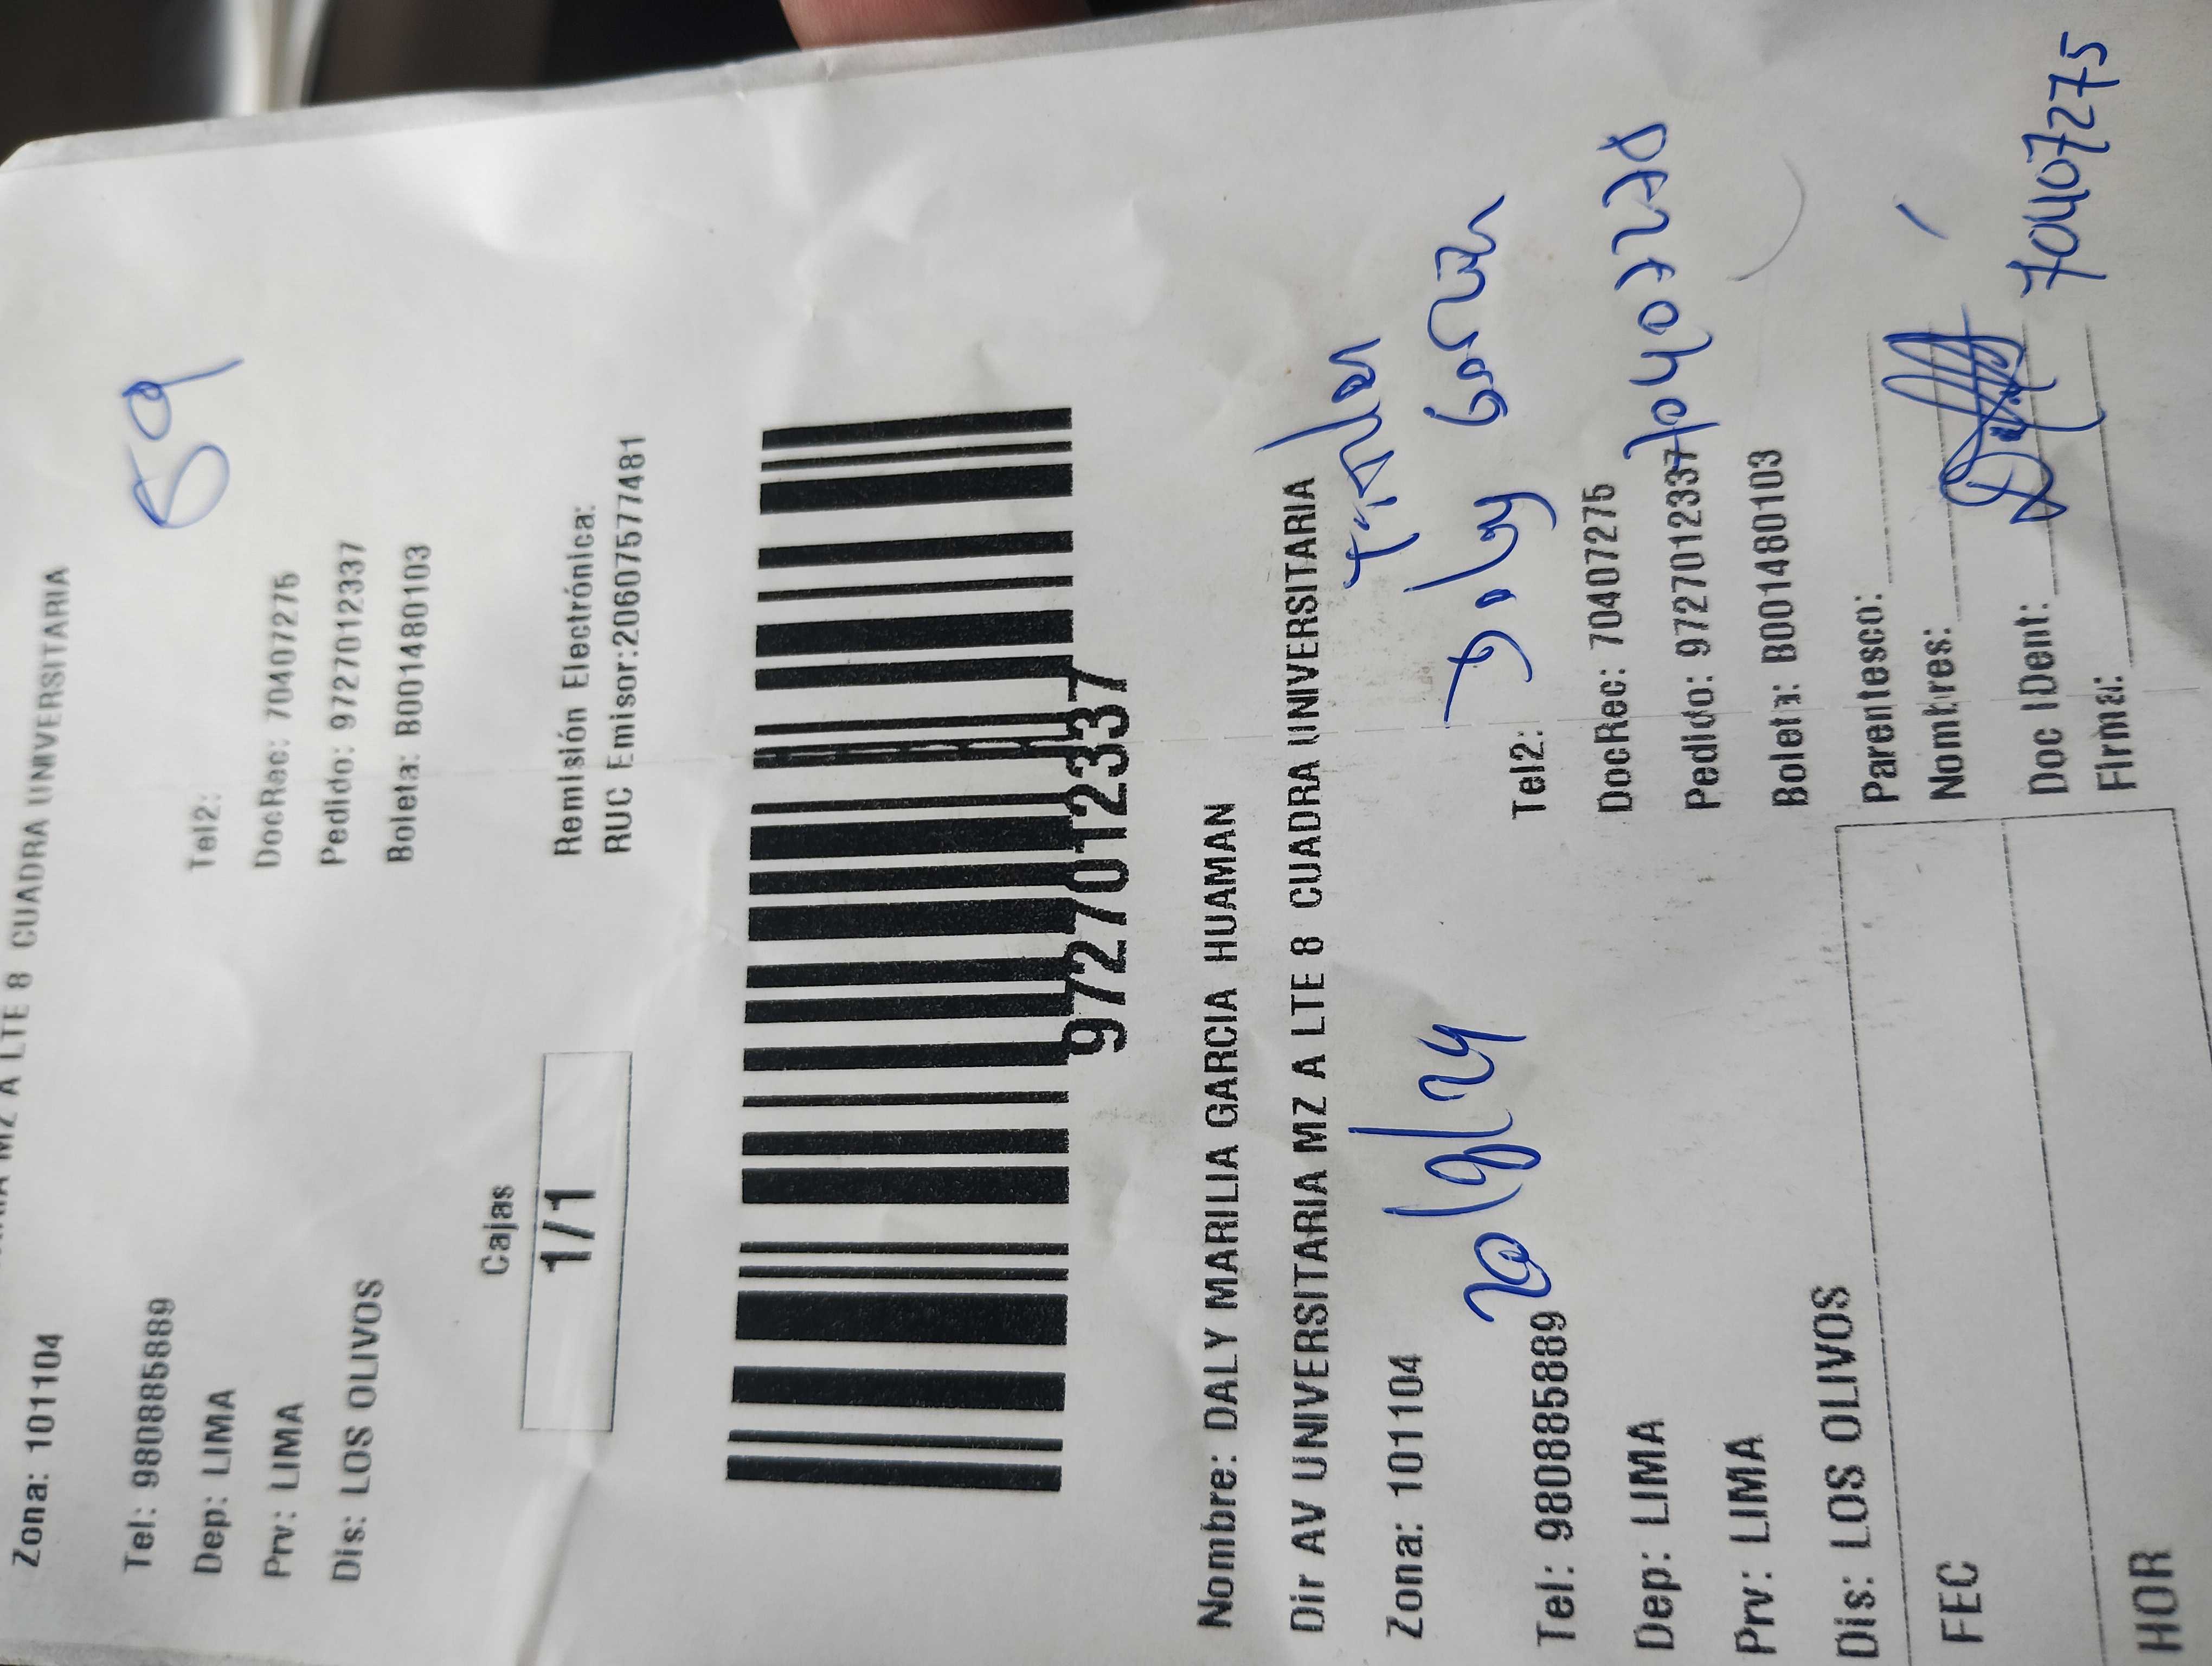 MZ A LTE 8 CUADRA UNIVERSITARIA
Zona: 101104
59
Tel: 980885889 Tel2:
Dep: LIMA DocRec: 70407275
Prv: LIMA Pedido: 9727012337
Dis: LOS OLIVOS Boleta: B001480103
Cajas
1/1
Remisión Electrónica:
RUC Emisor:20607577481
9727012337
Nombre: DALY MARILIA GARCIA HUAMAN
Dir AV UNIVERSITARIA MZ A LTE 8 CUADRA UNIVERSITARIA
Zona: 101104 Titular
20/9/24 Daly Garcia
Tel: 980885889 Tel2:
Dep: LIMA DocRec: 70407275
Prv: LIMA Pedido: 9727012337
Dis: LOS OLIVOS Boleta: B001480103
Parentesco:
FEC Nombres:
Doc IDent: 70407275
HOR Firma: